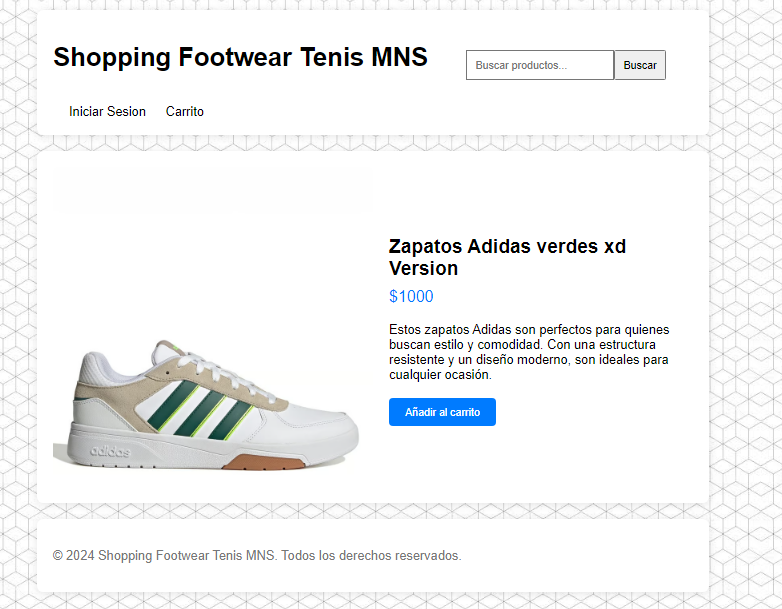 Shopping Footwear Tenis MNS
Buscar productos...
Buscar
Iniciar Sesion
Carrito
Zapatos Adidas verdes xd
Version
$1000
Estos zapatos Adidas son perfectos para quienes
buscan estilo y comodidad. Con una estructura
resistente y un diseño moderno, son ideales para
cualquier ocasión.
Añadir al carrito
adidas
© 2024 Shopping Footwear Tenis MNS. Todos los derechos reservados.